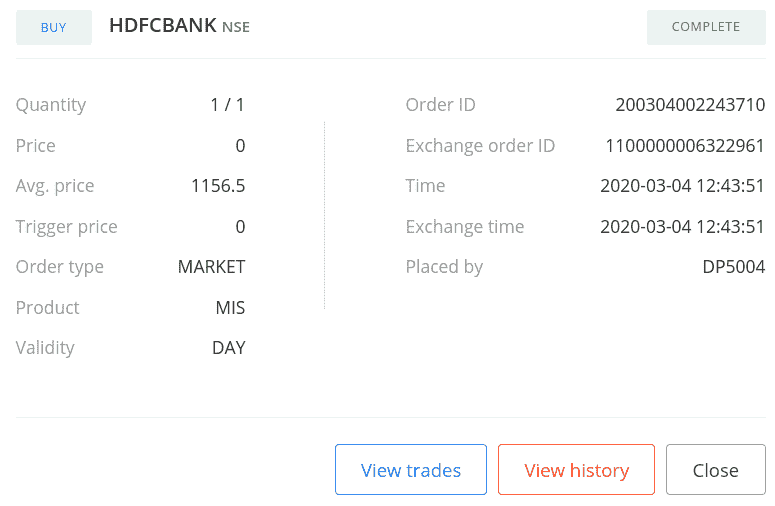 BUY HDFCBANK NSE COMPLETE
Quantity 1 / 1 Order ID 200304002243710
Price 0 Exchange order ID 1100000006322961
Avg. price 1156.5 Time 2020-03-04 12:43:51
Trigger price 0 Exchange time 2020-03-04 12:43:51
Order type MARKET Placed by DP5004
Product MIS
Validity DAY
View trades View history Close